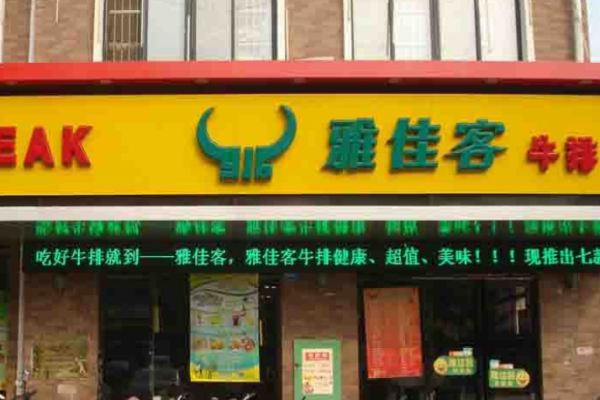 EAK 雅佳客 牛排
吃好牛排就到——雅佳客，雅佳客牛排健康、超值、美味！！！现推出七款